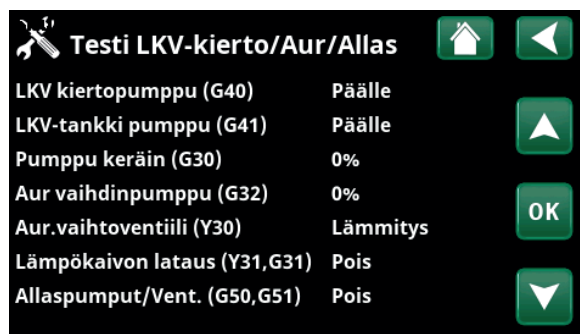 Testi LKV-kierto/Aur/Allas
LKV kiertopumppu (G40) Päälle
LKV-tankki pumppu (G41) Päälle
Pumppu keräin (G30) 0%
Aur vaihdinpumppu (G32) 0%
OK
Aur.vaihtoventiili (Y30) Lämmitys
Lämpökaivon lataus (Y31,G31) Pois
Allaspumput/Vent. (G50,G51) Pois